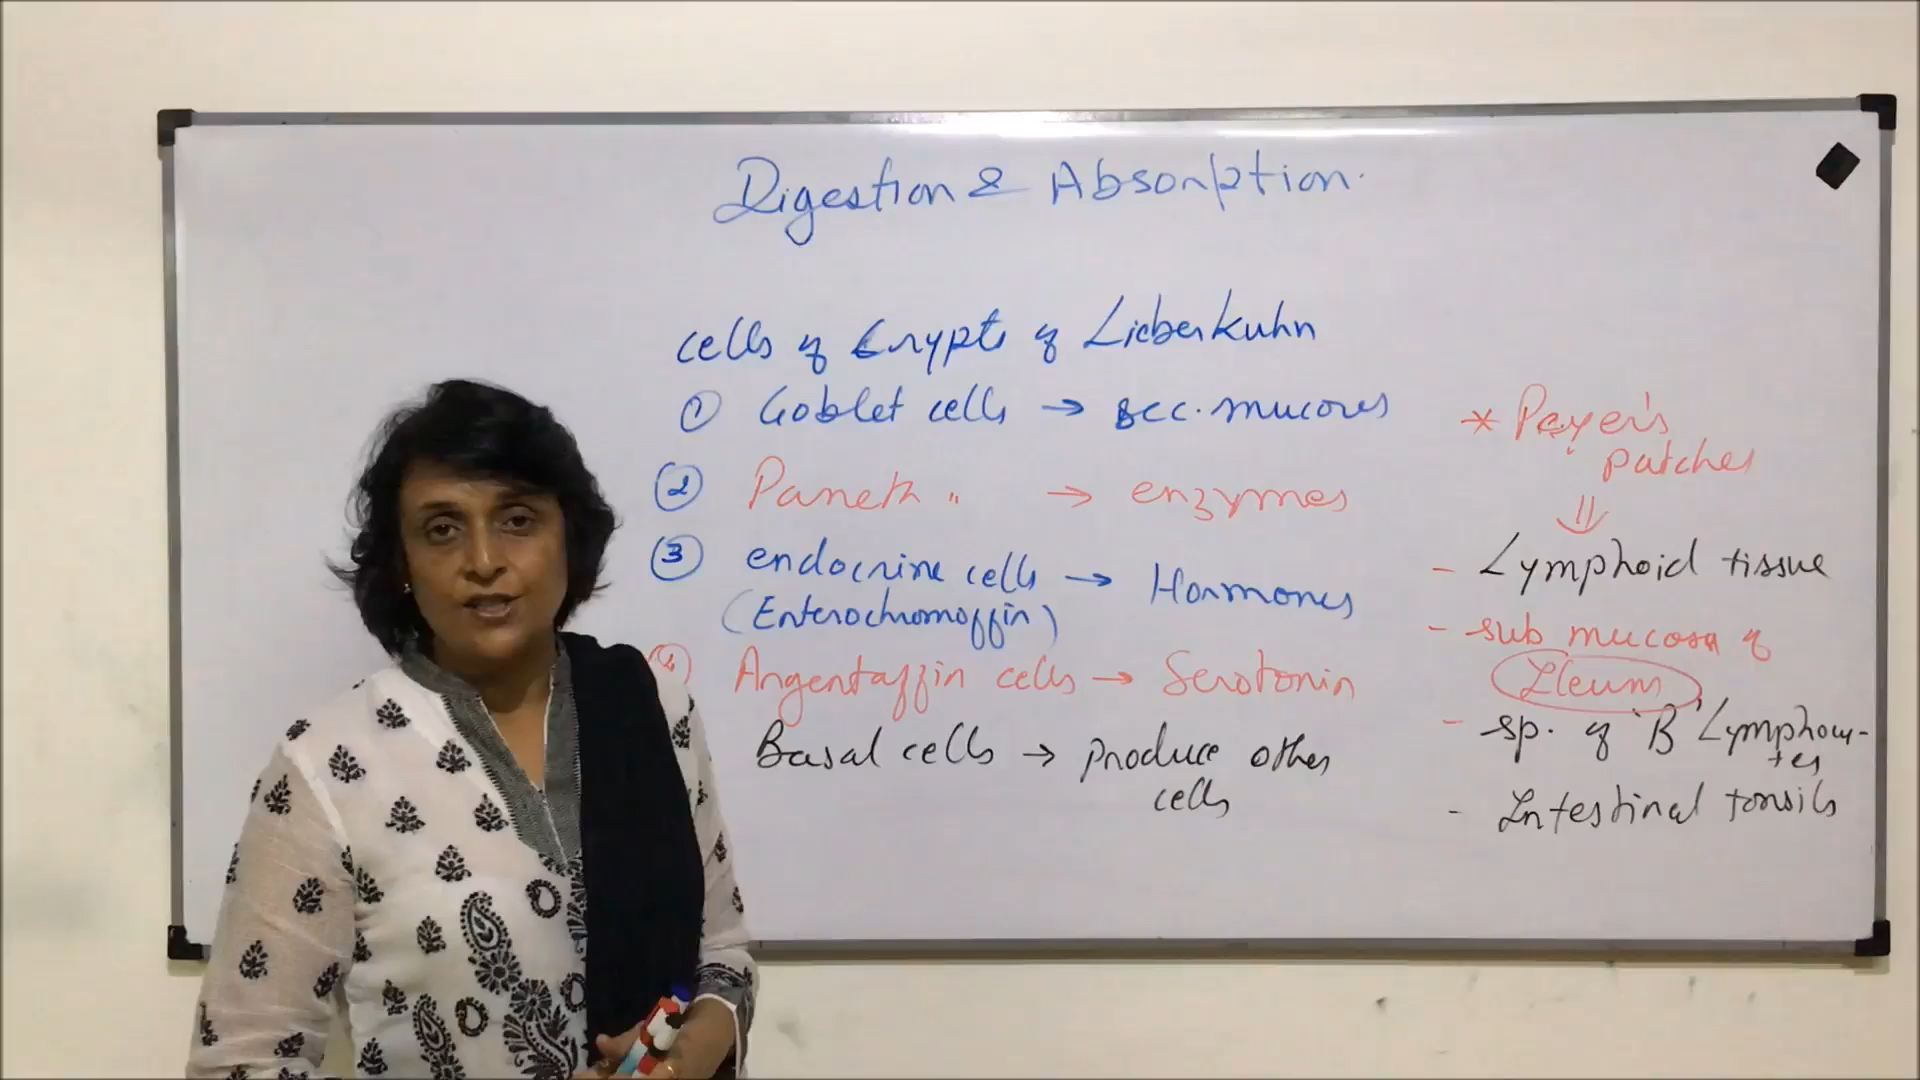 Digestion & Absorption.
cells of Crypts of Lieberkuhn
① Goblet cells → sec. mucous
② Paneth " → enzymes
③ endocrine cells → Hormones
(Enterochromaffin)
④ Argentaffin cells → Serotonin
Basal cells → produce other
cells
* Peyer's
patches
⇓
- Lymphoid tissue
- sub mucosa of
Ileum
- sp. of 'B' Lymphocy-
tes
- Intestinal tonsils